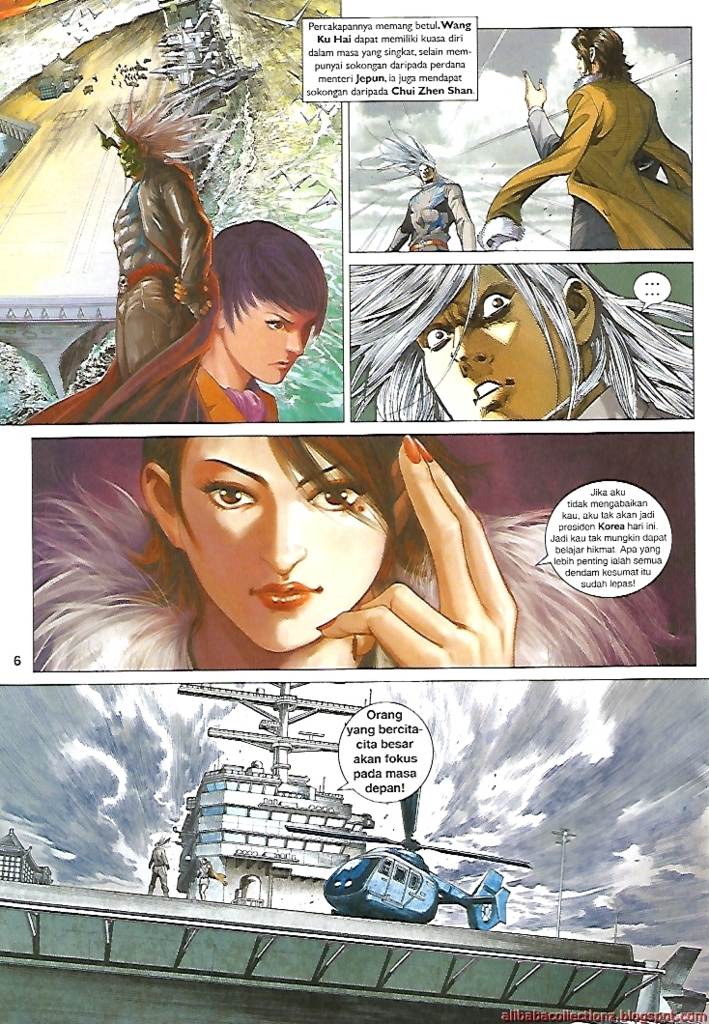 Percakapannya memang betul. Wang
Ku Hai dapat memiliki kuasa diri
dalam masa yang singkat, selain mem-
punyai sokongan daripada perdana
menteri Jepun, ia juga mendapat
sokongan daripada Chui Zhen Shan.
...
...
Jika aku
tidak mengabaikan
kau, aku tak akan jadi
presiden Korea hari ini.
Jadi kau tak mungkin dapat
belajar hikmat. Apa yang
lebih penting ialah semua
dendam kesumat itu
sudah lepas!
6
Orang
yang bercita-
cita besar
akan fokus
pada masa
depan!
alibabacollectionz.blogspot.com